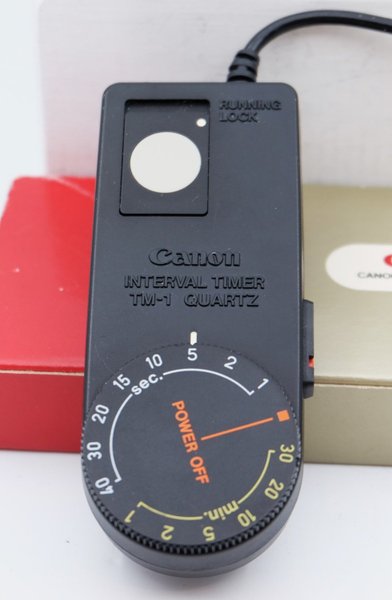 RUNNING
LOCK
CANON
Canon
INTERVAL TIMER
TM-1 QUARTZ
5
10
2
15
sec.
1
20
30
40
POWER OFF
30
20
10
min.
5
2
1